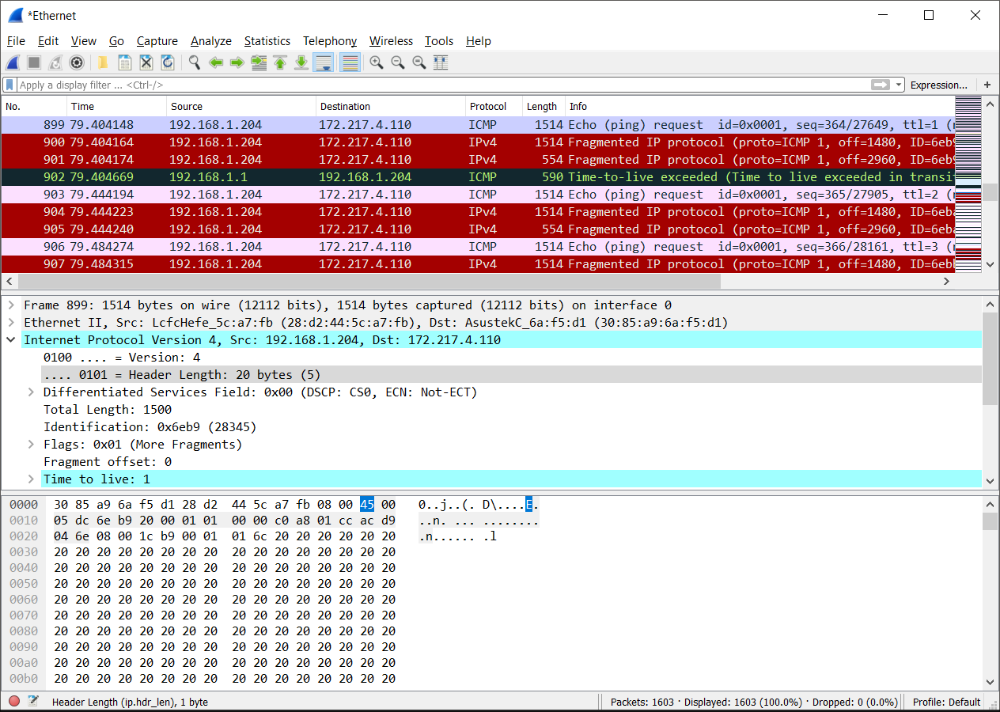 *Ethernet
File Edit View Go Capture Analyze Statistics Telephony Wireless Tools Help
Apply a display filter ... <Ctrl-/> Expression... +
No. Time Source Destination Protocol Length Info
899 79.404148 192.168.1.204 172.217.4.110 ICMP 1514 Echo (ping) request id=0x0001, seq=364/27649, ttl=1 (
900 79.404164 192.168.1.204 172.217.4.110 IPv4 1514 Fragmented IP protocol (proto=ICMP 1, off=1480, ID=6eb9
901 79.404174 192.168.1.204 172.217.4.110 IPv4 554 Fragmented IP protocol (proto=ICMP 1, off=2960, ID=6eb9
902 79.404669 192.168.1.1 192.168.1.204 ICMP 590 Time-to-live exceeded (Time to live exceeded in transi
903 79.444194 192.168.1.204 172.217.4.110 ICMP 1514 Echo (ping) request id=0x0001, seq=365/27905, ttl=2 (
904 79.444223 192.168.1.204 172.217.4.110 IPv4 1514 Fragmented IP protocol (proto=ICMP 1, off=1480, ID=6eba
905 79.444240 192.168.1.204 172.217.4.110 IPv4 554 Fragmented IP protocol (proto=ICMP 1, off=2960, ID=6eba
906 79.484274 192.168.1.204 172.217.4.110 ICMP 1514 Echo (ping) request id=0x0001, seq=366/28161, ttl=3 (
907 79.484315 192.168.1.204 172.217.4.110 IPv4 1514 Fragmented IP protocol (proto=ICMP 1, off=1480, ID=6eb
Frame 899: 1514 bytes on wire (12112 bits), 1514 bytes captured (12112 bits) on interface 0
Ethernet II, Src: LcfcHefe_5c:a7:fb (28:d2:44:5c:a7:fb), Dst: AsustekC_6a:f5:d1 (30:85:a9:6a:f5:d1)
Internet Protocol Version 4, Src: 192.168.1.204, Dst: 172.217.4.110
0100 .... = Version: 4
.... 0101 = Header Length: 20 bytes (5)
Differentiated Services Field: 0x00 (DSCP: CS0, ECN: Not-ECT)
Total Length: 1500
Identification: 0x6eb9 (28345)
Flags: 0x01 (More Fragments)
Fragment offset: 0
Time to live: 1
0000 30 85 a9 6a f5 d1 28 d2 44 5c a7 fb 08 00 45 00 0..j..(. D\....E.
0010 05 dc 6e b9 20 00 01 01 00 00 c0 a8 01 cc ac d9 ..n. ... ........
0020 04 6e 08 00 1c b9 00 01 01 6c 20 20 20 20 20 20 .n...... .l
0030 20 20 20 20 20 20 20 20 20 20 20 20 20 20 20 20
0040 20 20 20 20 20 20 20 20 20 20 20 20 20 20 20 20
0050 20 20 20 20 20 20 20 20 20 20 20 20 20 20 20 20
0060 20 20 20 20 20 20 20 20 20 20 20 20 20 20 20 20
0070 20 20 20 20 20 20 20 20 20 20 20 20 20 20 20 20
0080 20 20 20 20 20 20 20 20 20 20 20 20 20 20 20 20
0090 20 20 20 20 20 20 20 20 20 20 20 20 20 20 20 20
00a0 20 20 20 20 20 20 20 20 20 20 20 20 20 20 20 20
00b0 20 20 20 20 20 20 20 20 20 20 20 20 20 20 20 20
Header Length (ip.hdr_len), 1 byte Packets: 1603 · Displayed: 1603 (100.0%) · Dropped: 0 (0.0%) Profile: Default